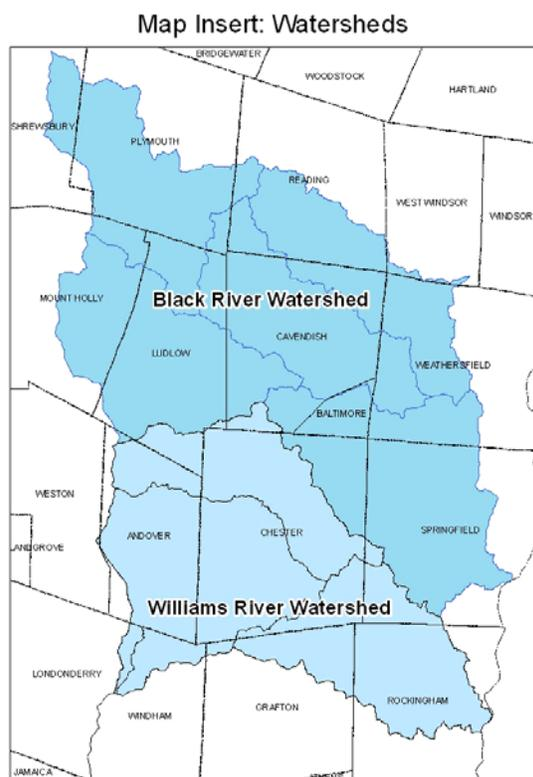 Map Insert: Watersheds
BRIDGEWATER
WOODSTOCK
HARTLAND
SHREWSBURY
PLYMOUTH
READING
WEST WINDSOR
WINDSOR
MOUNT HOLLY
Black River Watershed
CAVENDISH
LUDLOW
WEATHERSFIELD
BALTIMORE
WESTON
SPRINGFIELD
ANDOVER
CHESTER
ANDGROVE
Williams River Watershed
LONDONDERRY
ROCKINGHAM
GRAFTON
WINDHAM
JAMAICA